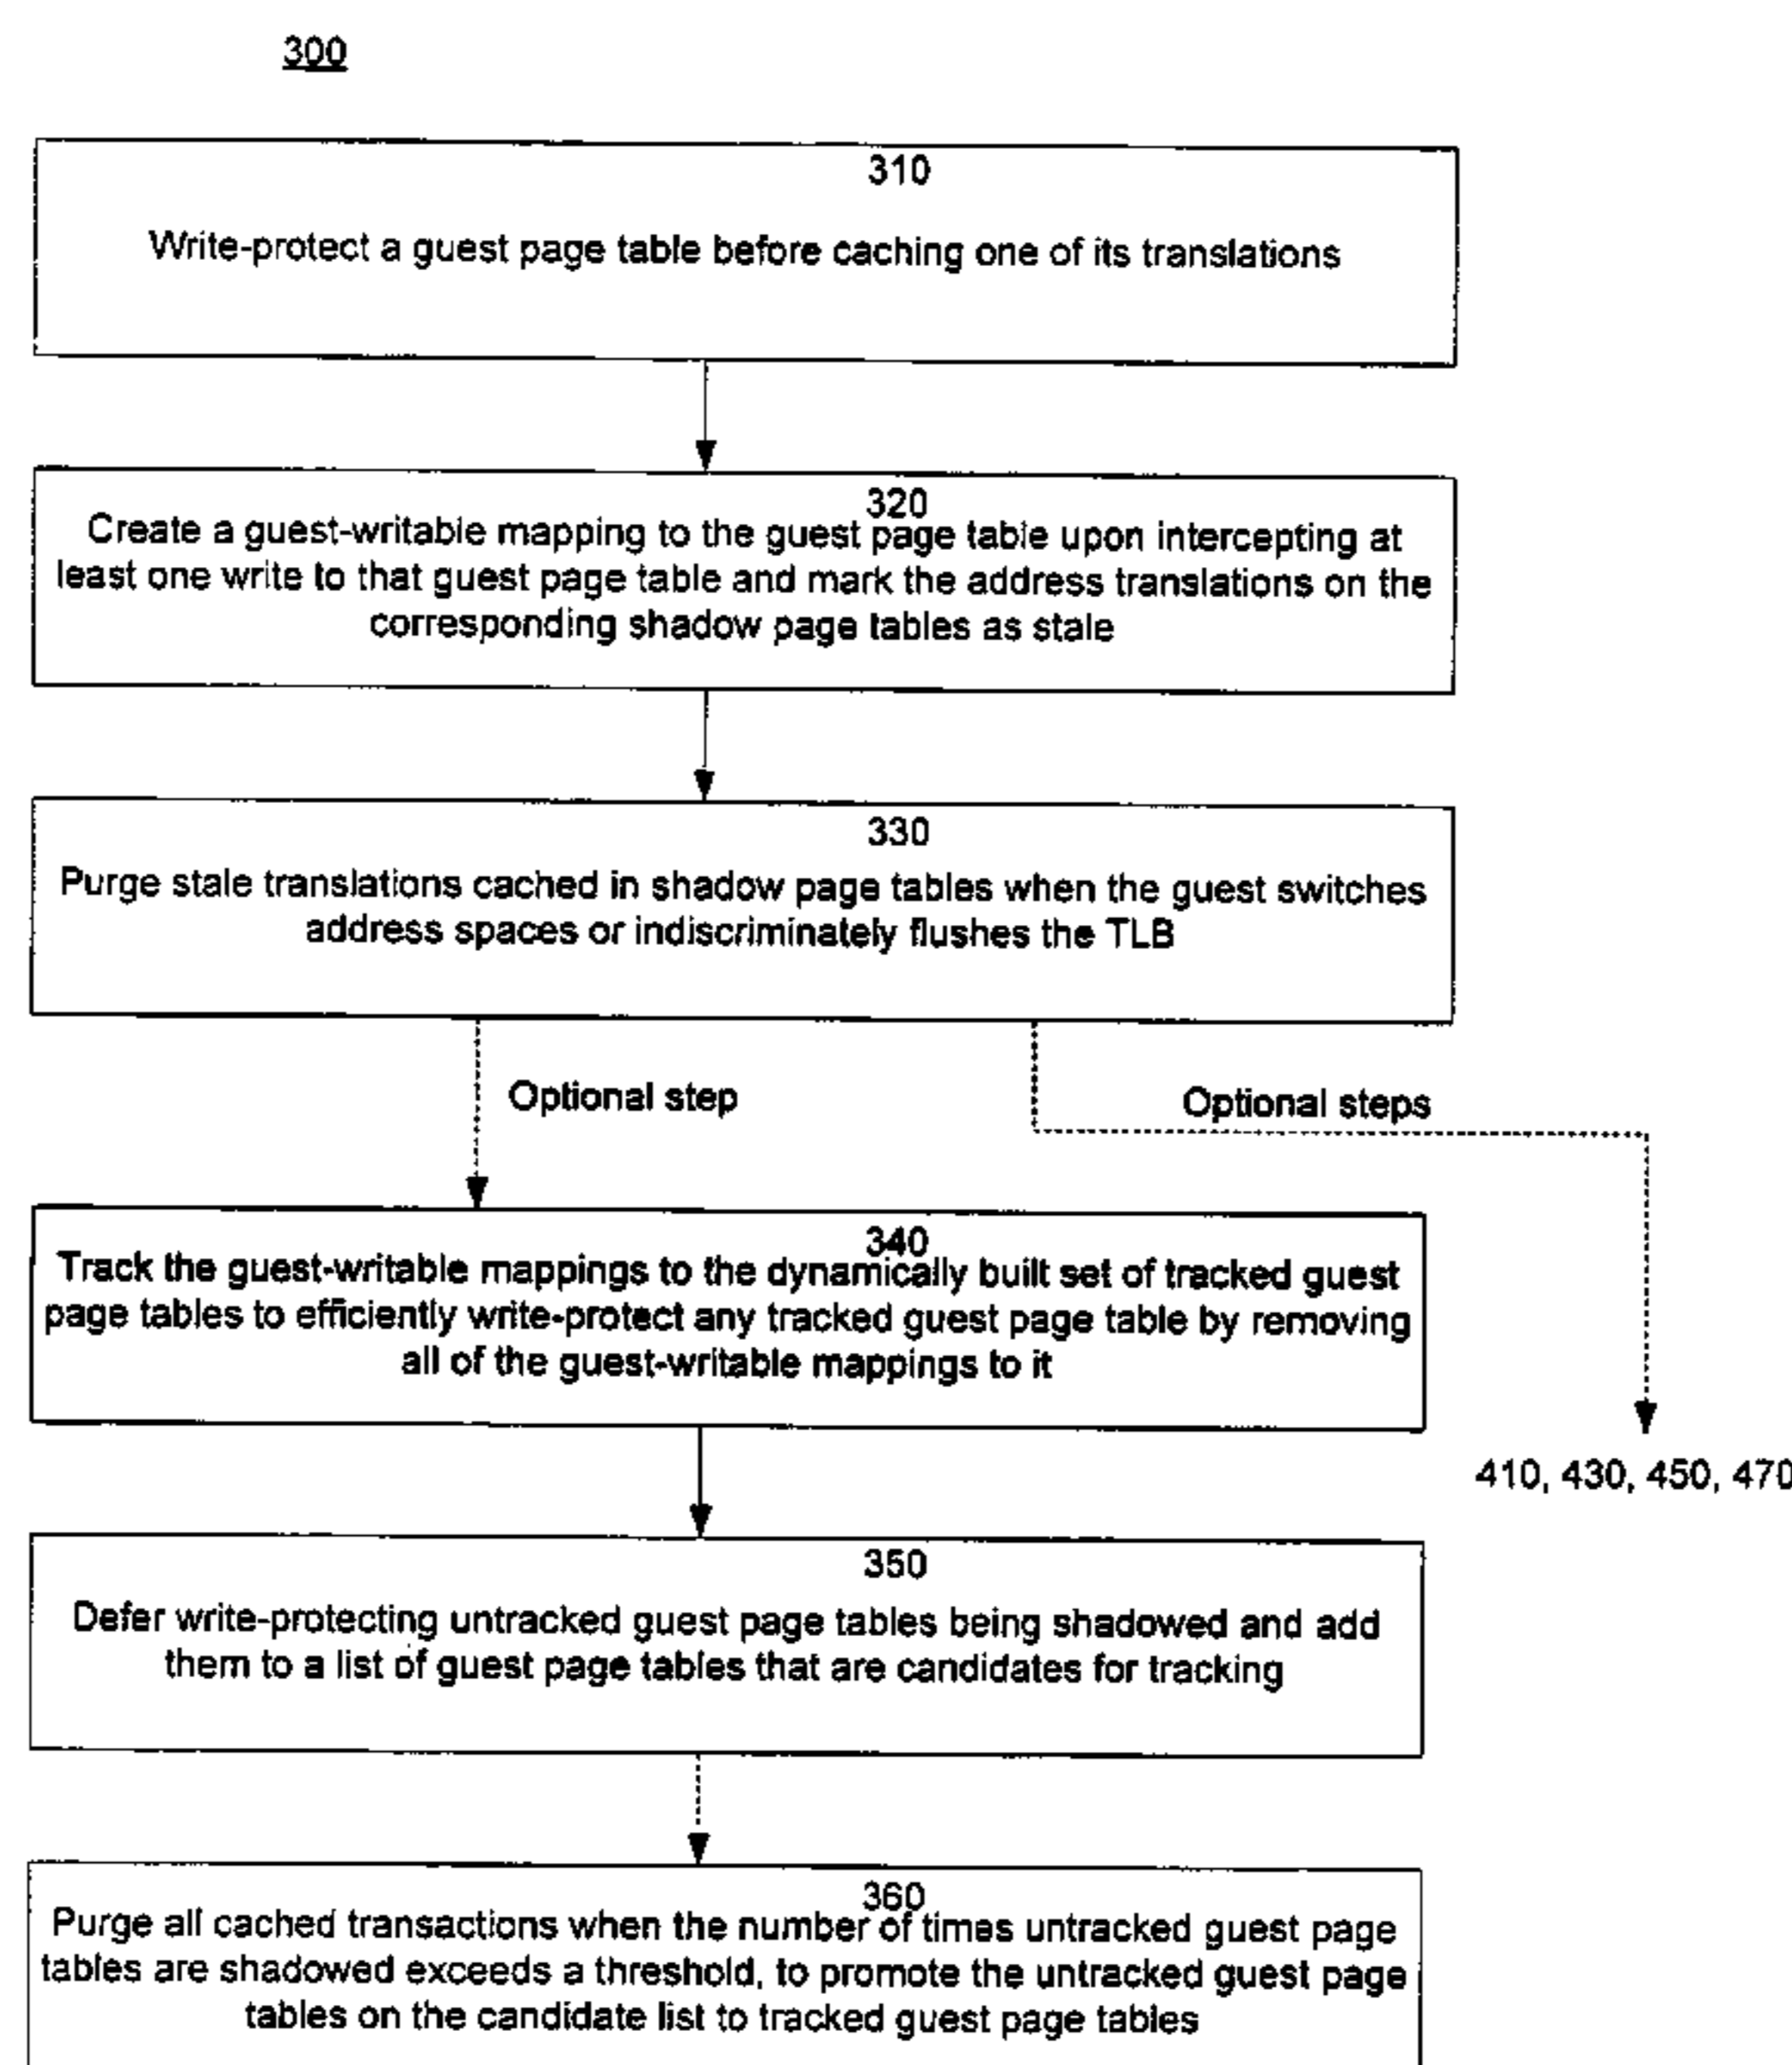 300
310
Write-protect a guest page table before caching one of its translations
320
Create a guest-writable mapping to the guest page table upon intercepting at
least one write to that guest page table and mark the address translations on the
corresponding shadow page tables as stale
330
Purge stale translations cached in shadow page tables when the guest switches
address spaces or indiscriminately flushes the TLB
Optional step
Optional steps
340
Track the guest-writable mappings to the dynamically built set of tracked guest
page tables to efficiently write-protect any tracked guest page table by removing
all of the guest-writable mappings to it
410, 430, 450, 470
350
Defer write-protecting untracked guest page tables being shadowed and add
them to a list of guest page tables that are candidates for tracking
360
Purge all cached transactions when the number of times untracked guest page
tables are shadowed exceeds a threshold, to promote the untracked guest page
tables on the candidate list to tracked guest page tables